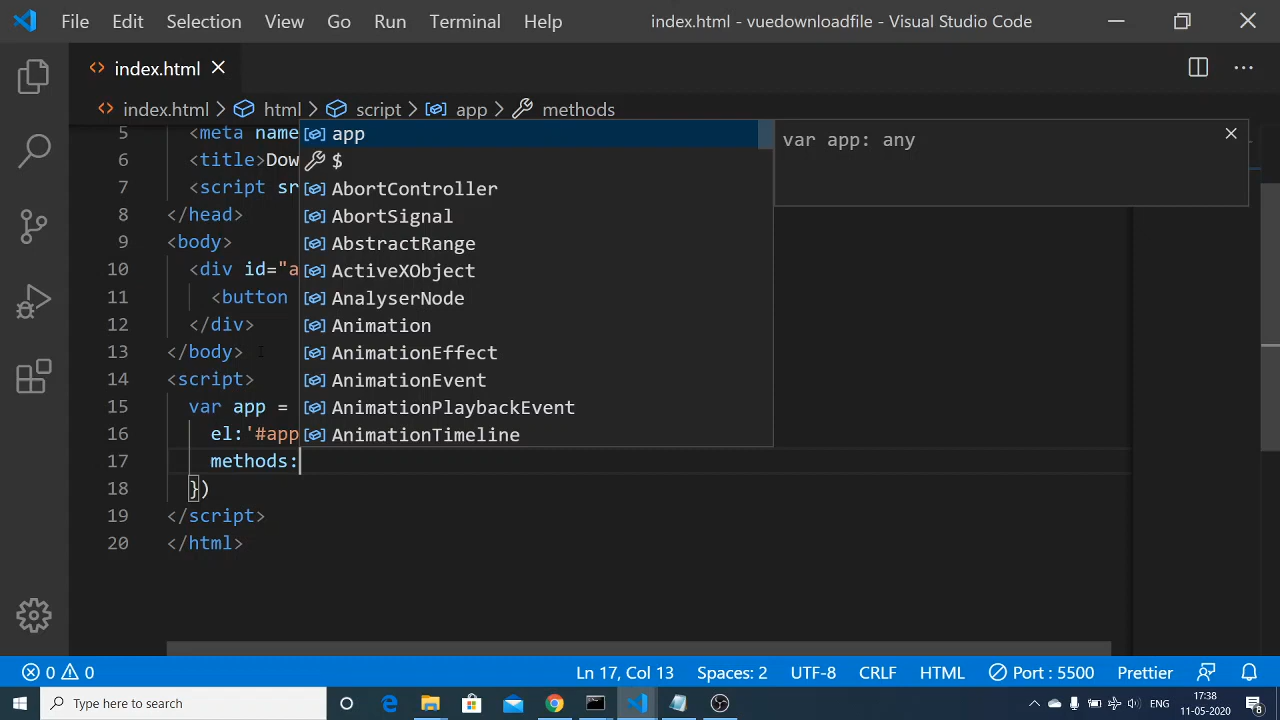 File Edit Selection View Go Run Terminal Help index.html - vuedownloadfile - Visual Studio Code
index.html
index.html > html > script > app > methods
5 <meta name
6 <title>Dow
7 <script sr
8 </head>
9 <body>
10 <div id="a
11 <button
12 </div>
13 </body>
14 <script>
15 var app =
16 el:'#app
17 methods:
18 })
19 </script>
20 </html>
app
$
AbortController
AbortSignal
AbstractRange
ActiveXObject
AnalyserNode
Animation
AnimationEffect
AnimationEvent
AnimationPlaybackEvent
AnimationTimeline
var app: any
0 0 Ln 17, Col 13 Spaces: 2 UTF-8 CRLF HTML Port : 5500 Prettier
Type here to search
ENG
17:38
11-05-2020
8